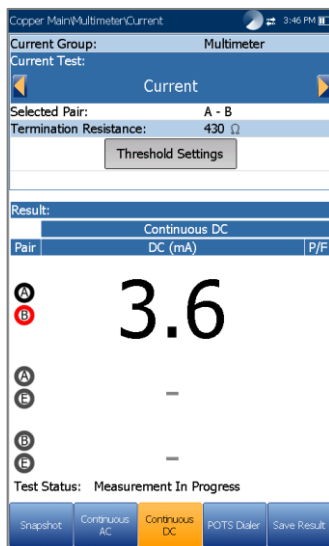 Copper Main\Multimeter\Current 3:46 PM
Current Group: Multimeter
Current Test:
Current
Selected Pair: A - B
Termination Resistance: 430 Ω
Threshold Settings
Result:
Continuous DC
Pair DC (mA) P/F
A
B
3.6
A
E
–
B
E
–
Test Status: Measurement In Progress
Snapshot Continuous AC Continuous DC POTS Dialer Save Result